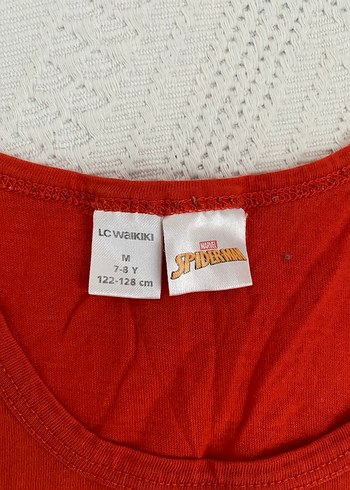 LC WAIKIKI
M
7-8 Y
122-128 cm
MARVEL
SPIDER-MAN